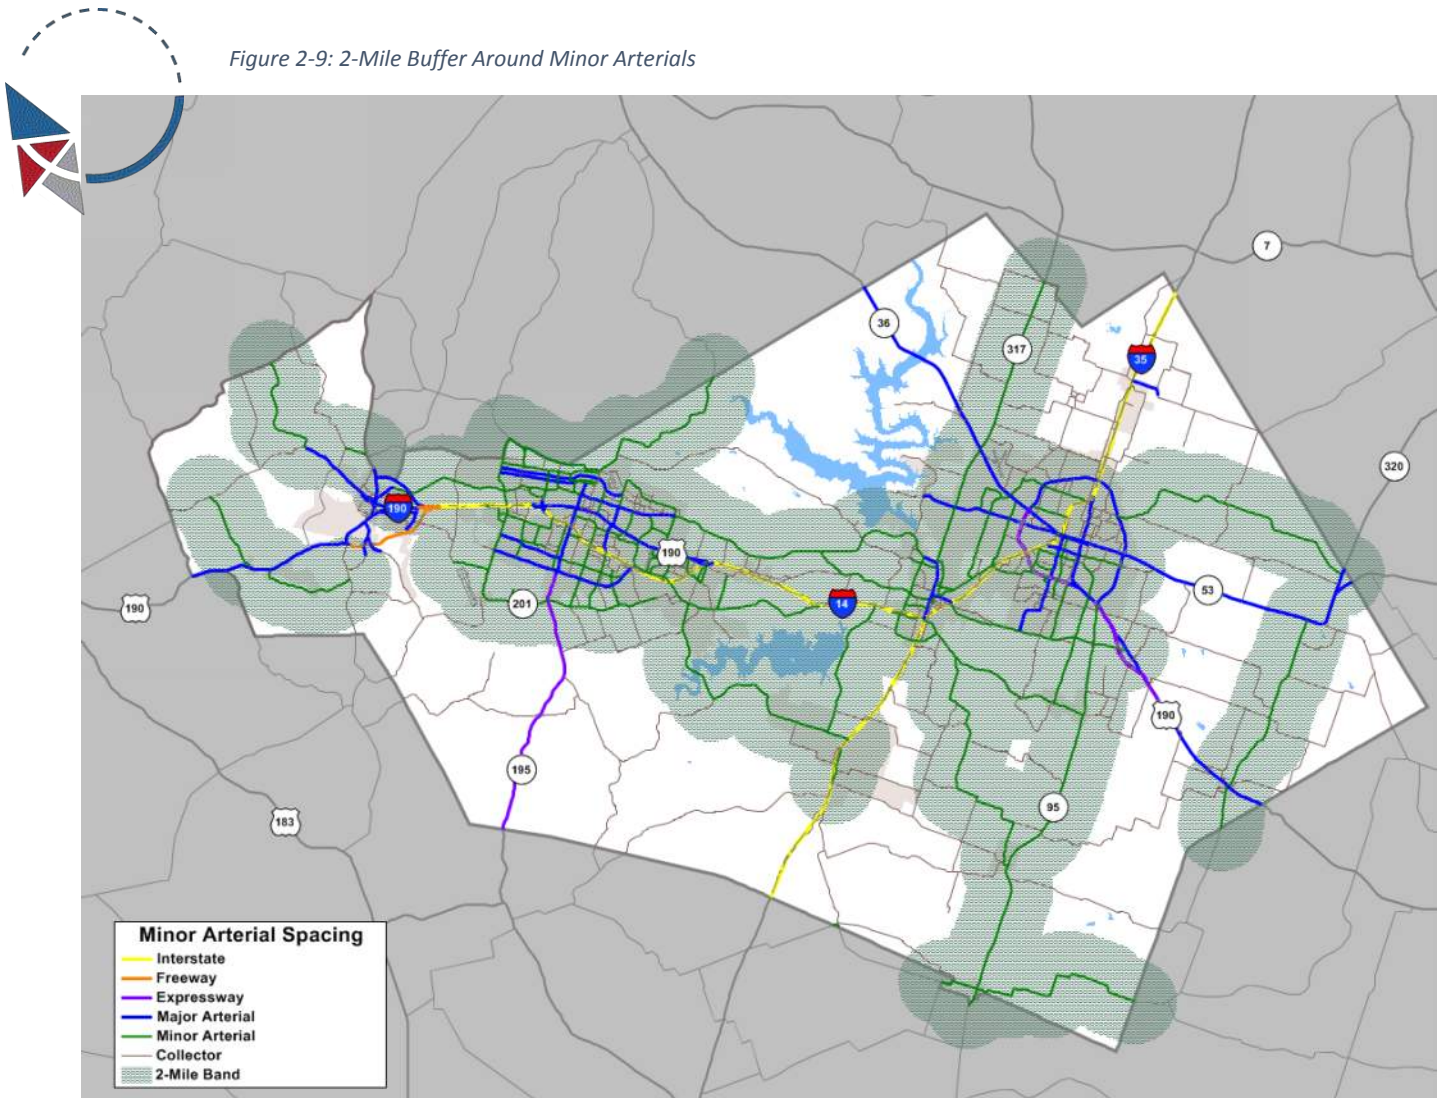 Figure 2-9: 2-Mile Buffer Around Minor Arterials
7
36
317
35
320
190
190
201
14
53
190
190
195
95
183
Minor Arterial Spacing
Interstate
Freeway
Expressway
Major Arterial
Minor Arterial
Collector
2-Mile Band